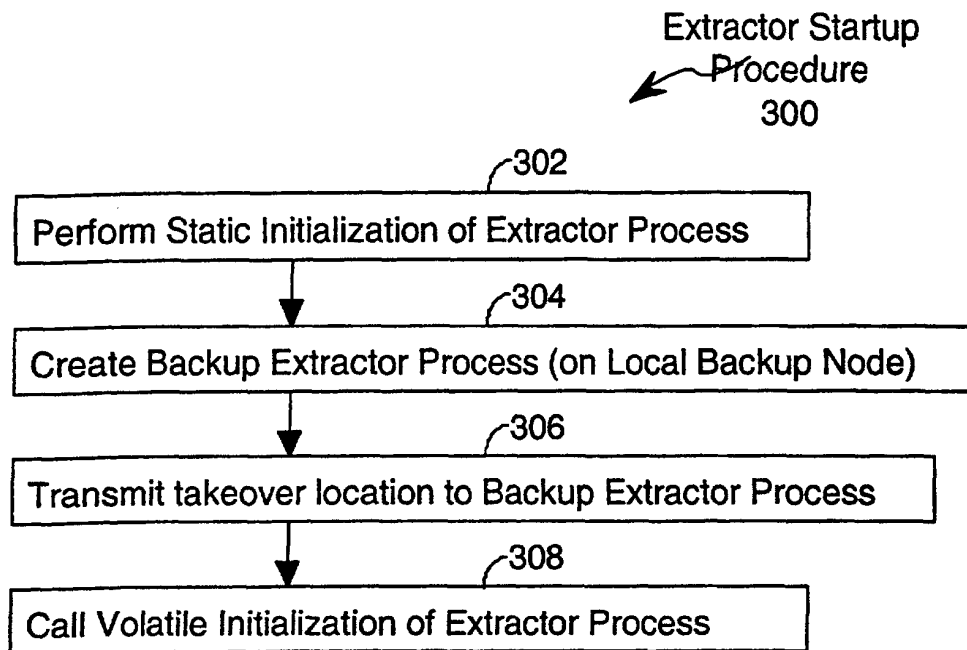 Extractor Startup
Procedure
300
302
Perform Static Initialization of Extractor Process
304
Create Backup Extractor Process (on Local Backup Node)
306
Transmit takeover location to Backup Extractor Process
308
Call Volatile Initialization of Extractor Process